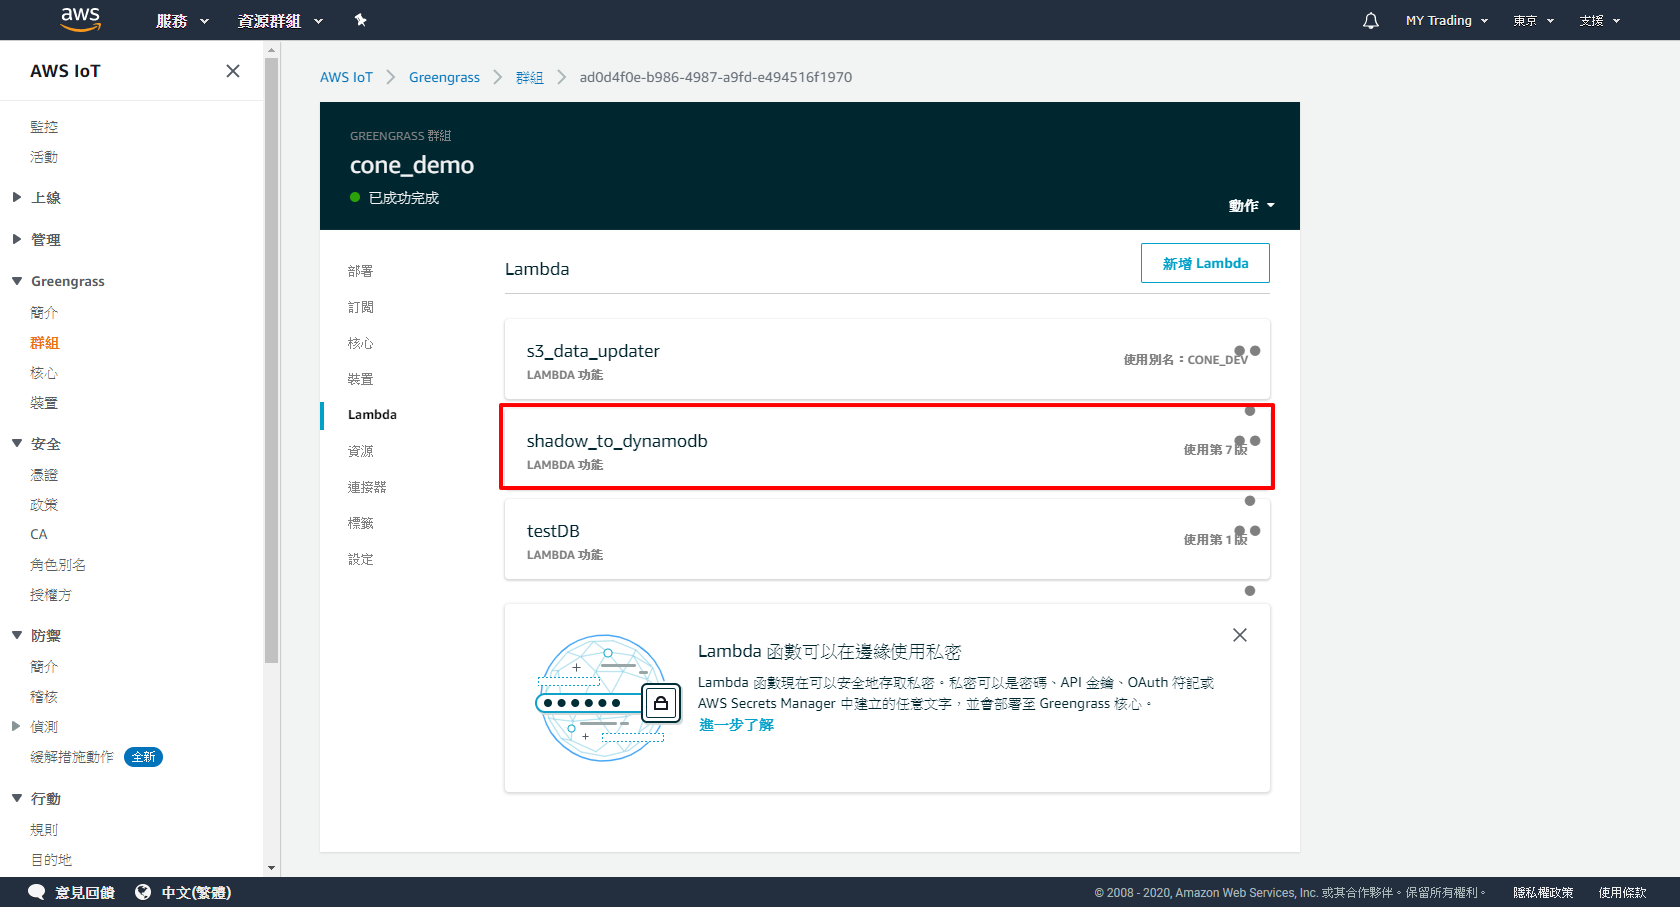 aws 服務 資源群組 MY Trading 東京 支援
AWS IoT
監控
活動
上線
管理
Greengrass
簡介
群組
核心
裝置
安全
憑證
政策
CA
角色別名
授權方
防禦
簡介
稽核
偵測
緩解措施動作 全新
行動
規則
目的地
AWS IoT Greengrass 群組 ad0d4f0e-b986-4987-a9fd-e494516f1970
GREENGRASS 群組
cone_demo
已成功完成
動作
部署
訂閱
核心
裝置
Lambda
資源
連接器
標籤
設定
Lambda
新增 Lambda
s3_data_updater
LAMBDA 功能
使用別名：CONE_DEV
shadow_to_dynamodb
LAMBDA 功能
使用第 7 版
testDB
LAMBDA 功能
使用第 1 版
Lambda 函數可以在邊緣使用私密
Lambda 函數現在可以安全地存取私密。私密可以是密碼、API 金鑰、OAuth 符記或
AWS Secrets Manager 中建立的任意文字，並會部署至 Greengrass 核心。
進一步了解
意見回饋 中文(繁體)
© 2008 - 2020, Amazon Web Services, Inc. 或其合作夥伴。保留所有權利。 隱私權政策 使用條款